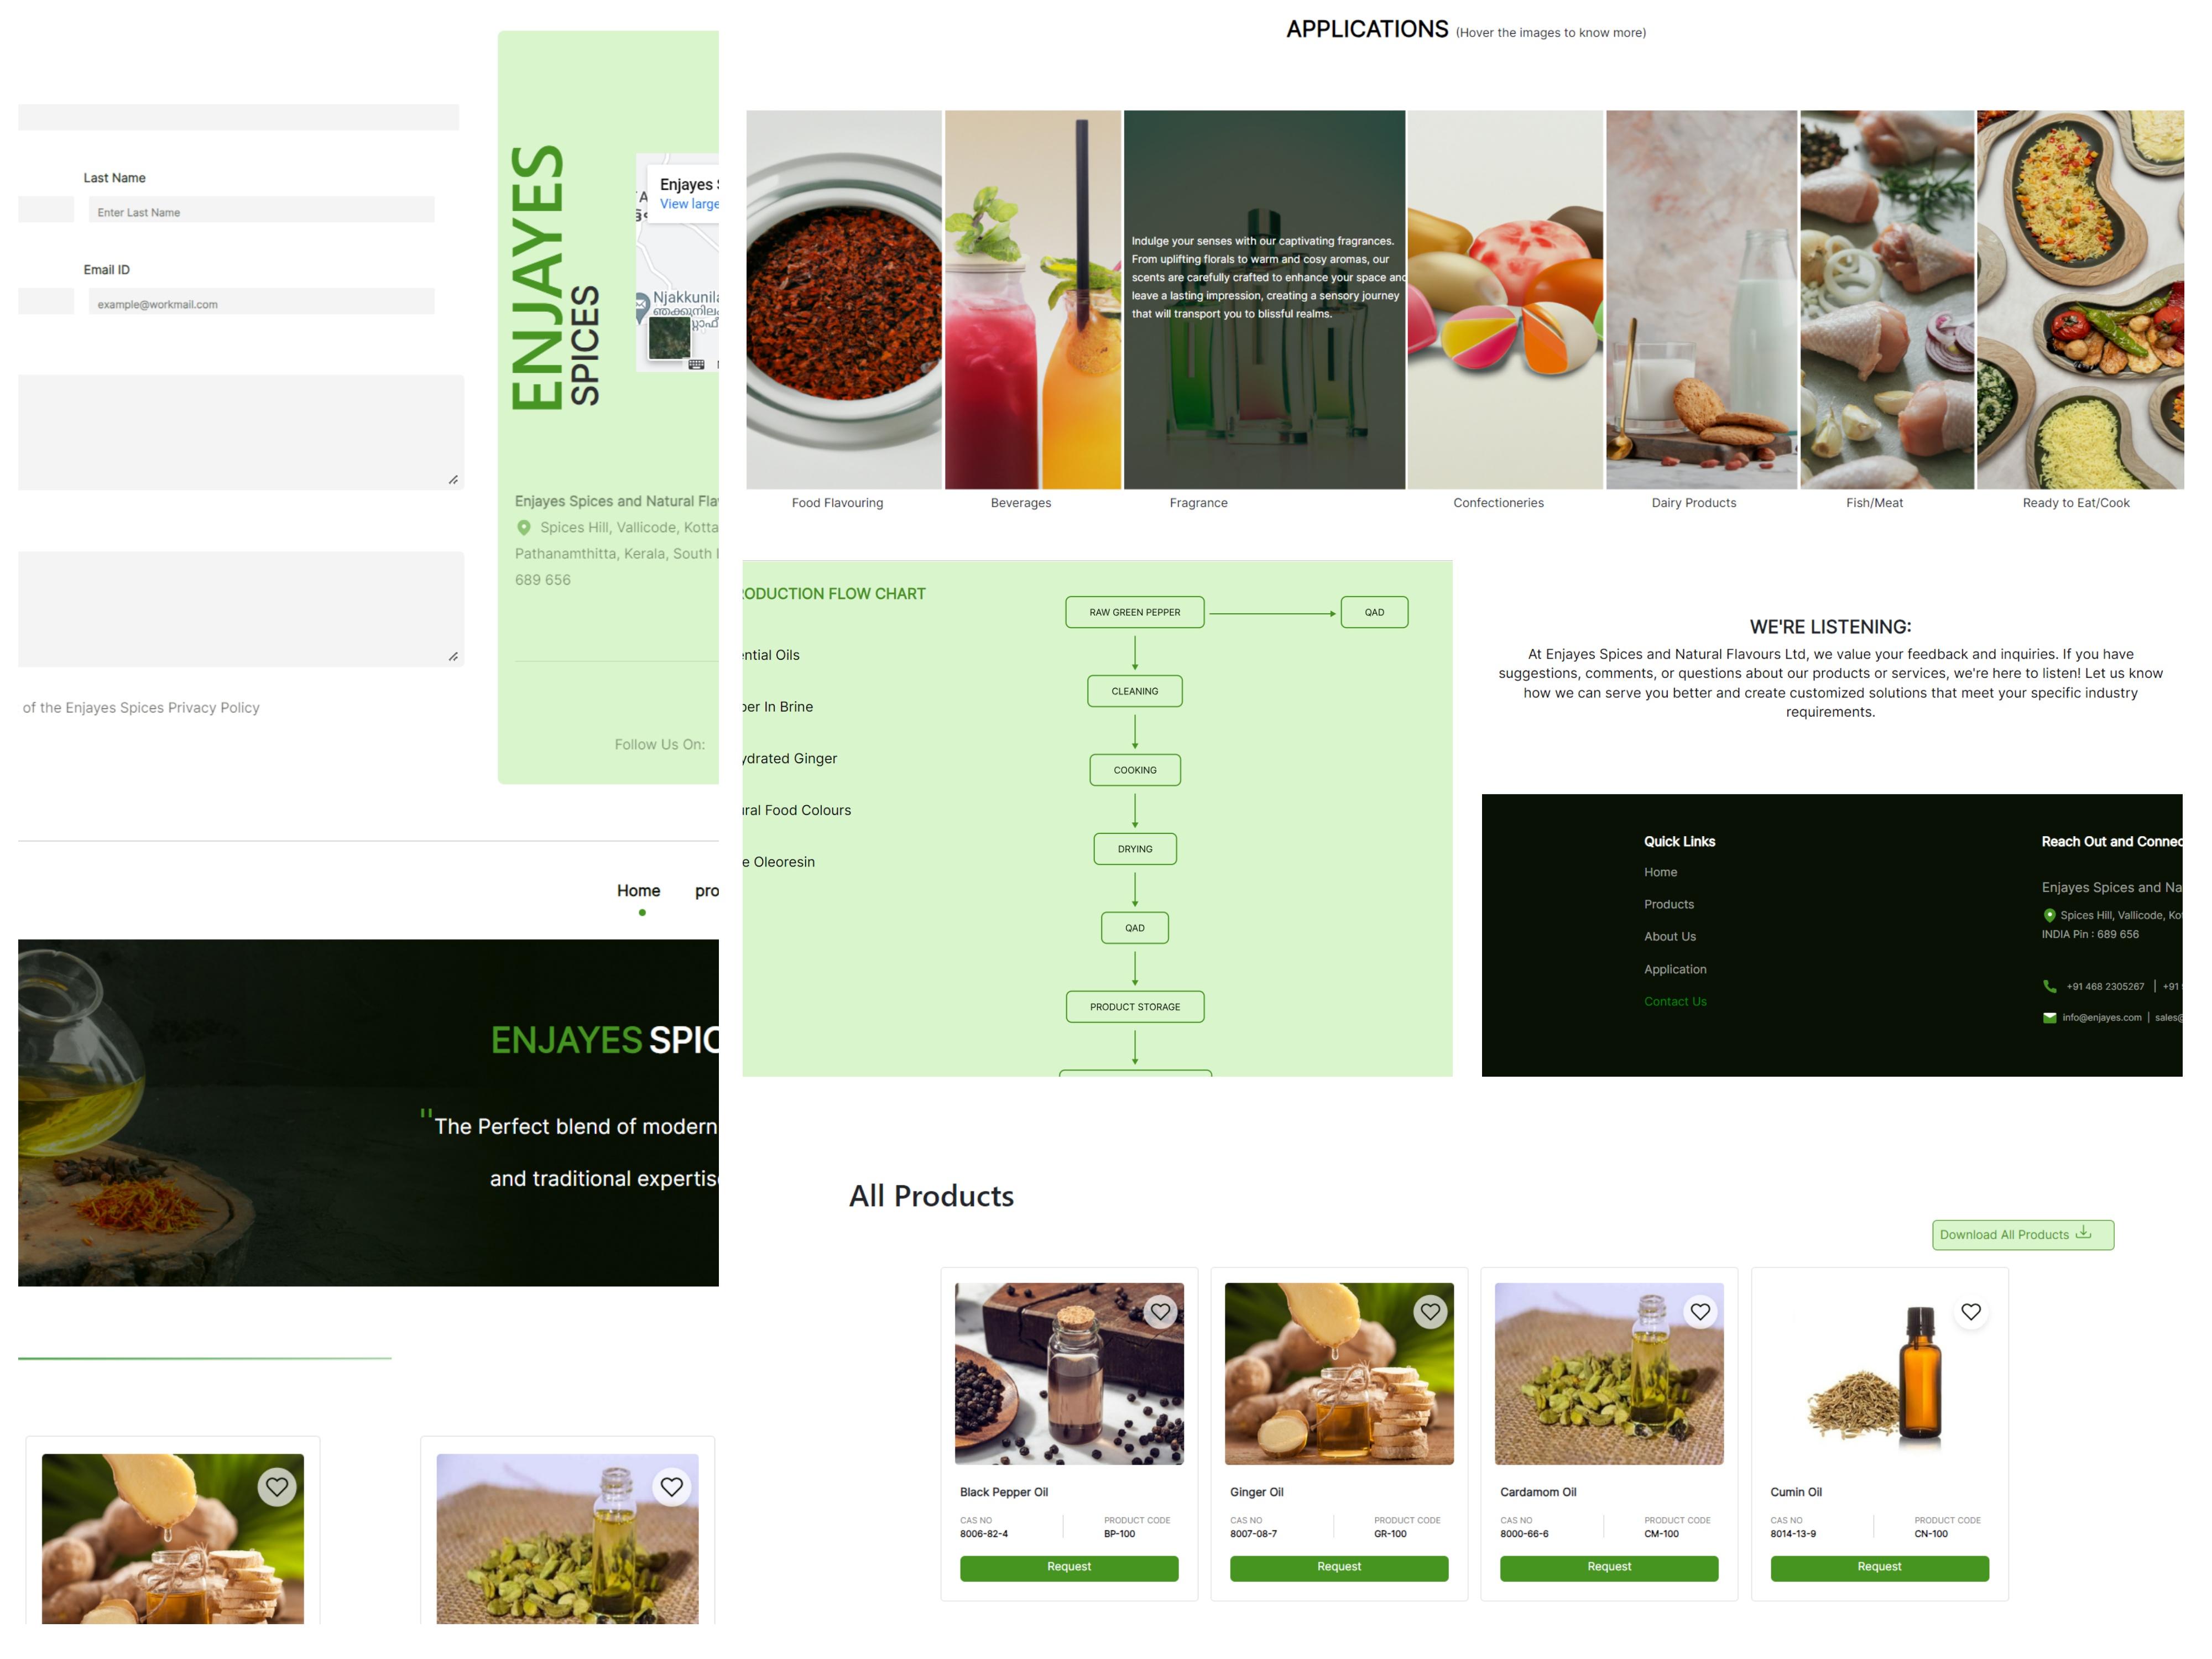 Last Name
Enter Last Name
Email ID
example@workmail.com
of the Enjayes Spices Privacy Policy
ENJAYES
SPICES
Enjayes
View large
Njakkunil
Enjayes Spices and Natural Fla
Spices Hill, Vallicode, Kotta
Pathanamthitta, Kerala, South
689 656
Follow Us On:
Home pro
ENJAYES SPIC
"The Perfect blend of modern
and traditional expertise
APPLICATIONS (Hover the images to know more)
Indulge your senses with our captivating fragrances.
From uplifting florals to warm and cosy aromas, our
scents are carefully crafted to enhance your space and
leave a lasting impression, creating a sensory journey
that will transport you to blissful realms.
Food Flavouring
Beverages
Fragrance
Confectioneries
Dairy Products
Fish/Meat
Ready to Eat/Cook
RODUCTION FLOW CHART
ential Oils
per In Brine
ydrated Ginger
ural Food Colours
e Oleoresin
RAW GREEN PEPPER
QAD
CLEANING
COOKING
DRYING
QAD
PRODUCT STORAGE
WE'RE LISTENING:
At Enjayes Spices and Natural Flavours Ltd, we value your feedback and inquiries. If you have
suggestions, comments, or questions about our products or services, we're here to listen! Let us know
how we can serve you better and create customized solutions that meet your specific industry
requirements.
Quick Links
Home
Products
About Us
Application
Contact Us
Reach Out and Connec
Enjayes Spices and Na
Spices Hill, Vallicode, Ko
INDIA Pin : 689 656
+91 468 2305267 | +91
info@enjayes.com | sales@
All Products
Download All Products
Black Pepper Oil
CAS NO PRODUCT CODE
8006-82-4 BP-100
Request
Ginger Oil
CAS NO PRODUCT CODE
8007-08-7 GR-100
Request
Cardamom Oil
CAS NO PRODUCT CODE
8000-66-6 CM-100
Request
Cumin Oil
CAS NO PRODUCT CODE
8014-13-9 CN-100
Request